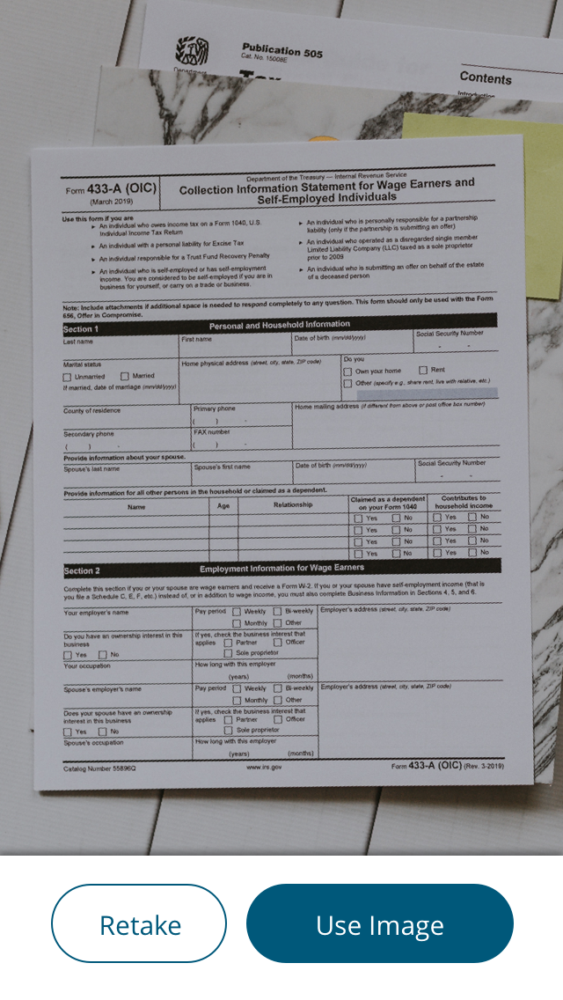 Publication 505
Cat. No. 15008E
Tax
Contents
Form 433-A (OIC)
(March 2019)
Department of the Treasury — Internal Revenue Service
Collection Information Statement for Wage Earners and
Self-Employed Individuals
Use this form if you are
► An individual who owes income tax on a Form 1040, U.S.
Individual Income Tax Return
► An individual with a personal liability for Excise Tax
► An individual responsible for a Trust Fund Recovery Penalty
► An individual who is self-employed or has self-employment
income. You are considered to be self-employed if you are in
business for yourself, or carry on a trade or business.
► An individual who is personally responsible for a partnership
liability (only if the partnership is submitting an offer)
► An individual who operated as a disregarded single member
Limited Liability Company (LLC) taxed as a sole proprietor
prior to 2009
► An individual who is submitting an offer on behalf of the estate
of a deceased person
Note: Include attachments if additional space is needed to respond completely to any question. This form should only be used with the Form
656, Offer in Compromise.
Section 1 Personal and Household Information
Last name First name Date of birth (mm/dd/yyyy) Social Security Number
- -
Marital status Home physical address (street, city, state, ZIP code) Do you
Unmarried Married Own your home Rent
If married, date of marriage (mm/dd/yyyy) Other (specify e.g., share rent, live with relative, etc.)
County of residence Primary phone Home mailing address (if different from above or post office box number)
( ) -
Secondary phone FAX number
( ) - ( ) -
Provide information about your spouse.
Spouse's last name Spouse's first name Date of birth (mm/dd/yyyy) Social Security Number
- -
Provide information for all other persons in the household or claimed as a dependent.
Name Age Relationship Claimed as a dependent Contributes to
on your Form 1040 household income
Yes No Yes No
Yes No Yes No
Yes No Yes No
Yes No Yes No
Section 2 Employment Information for Wage Earners
Complete this section if you or your spouse are wage earners and receive a Form W-2. If you or your spouse have self-employment income (that is
you file a Schedule C, E, F, etc.) instead of, or in addition to wage income, you must also complete Business Information in Sections 4, 5, and 6.
Your employer's name Pay period Weekly Bi-weekly Employer's address (street, city, state, ZIP code)
Monthly Other
Do you have an ownership interest in this If yes, check the business interest that
business applies Partner Officer
Yes No Sole proprietor
Your occupation How long with this employer
(years) (months)
Spouse's employer's name Pay period Weekly Bi-weekly Employer's address (street, city, state, ZIP code)
Monthly Other
Does your spouse have an ownership If yes, check the business interest that
interest in this business applies Partner Officer
Yes No Sole proprietor
Spouse's occupation How long with this employer
(years) (months)
Catalog Number 55896Q www.irs.gov Form 433-A (OIC) (Rev. 3-2019)
Retake
Use Image